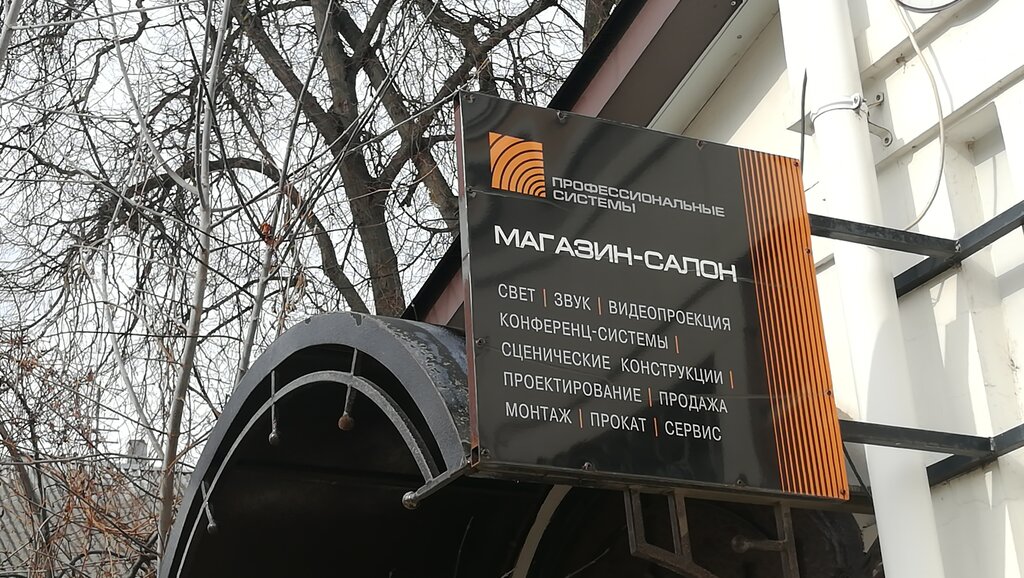 ПРОФЕССИОНАЛЬНЫЕ
СИСТЕМЫ
МАГАЗИН-САЛОН
СВЕТ | ЗВУК | ВИДЕОПРОЕКЦИЯ
КОНФЕРЕНЦ-СИСТЕМЫ |
СЦЕНИЧЕСКИЕ КОНСТРУКЦИИ |
ПРОЕКТИРОВАНИЕ | ПРОДАЖА
МОНТАЖ | ПРОКАТ | СЕРВИС